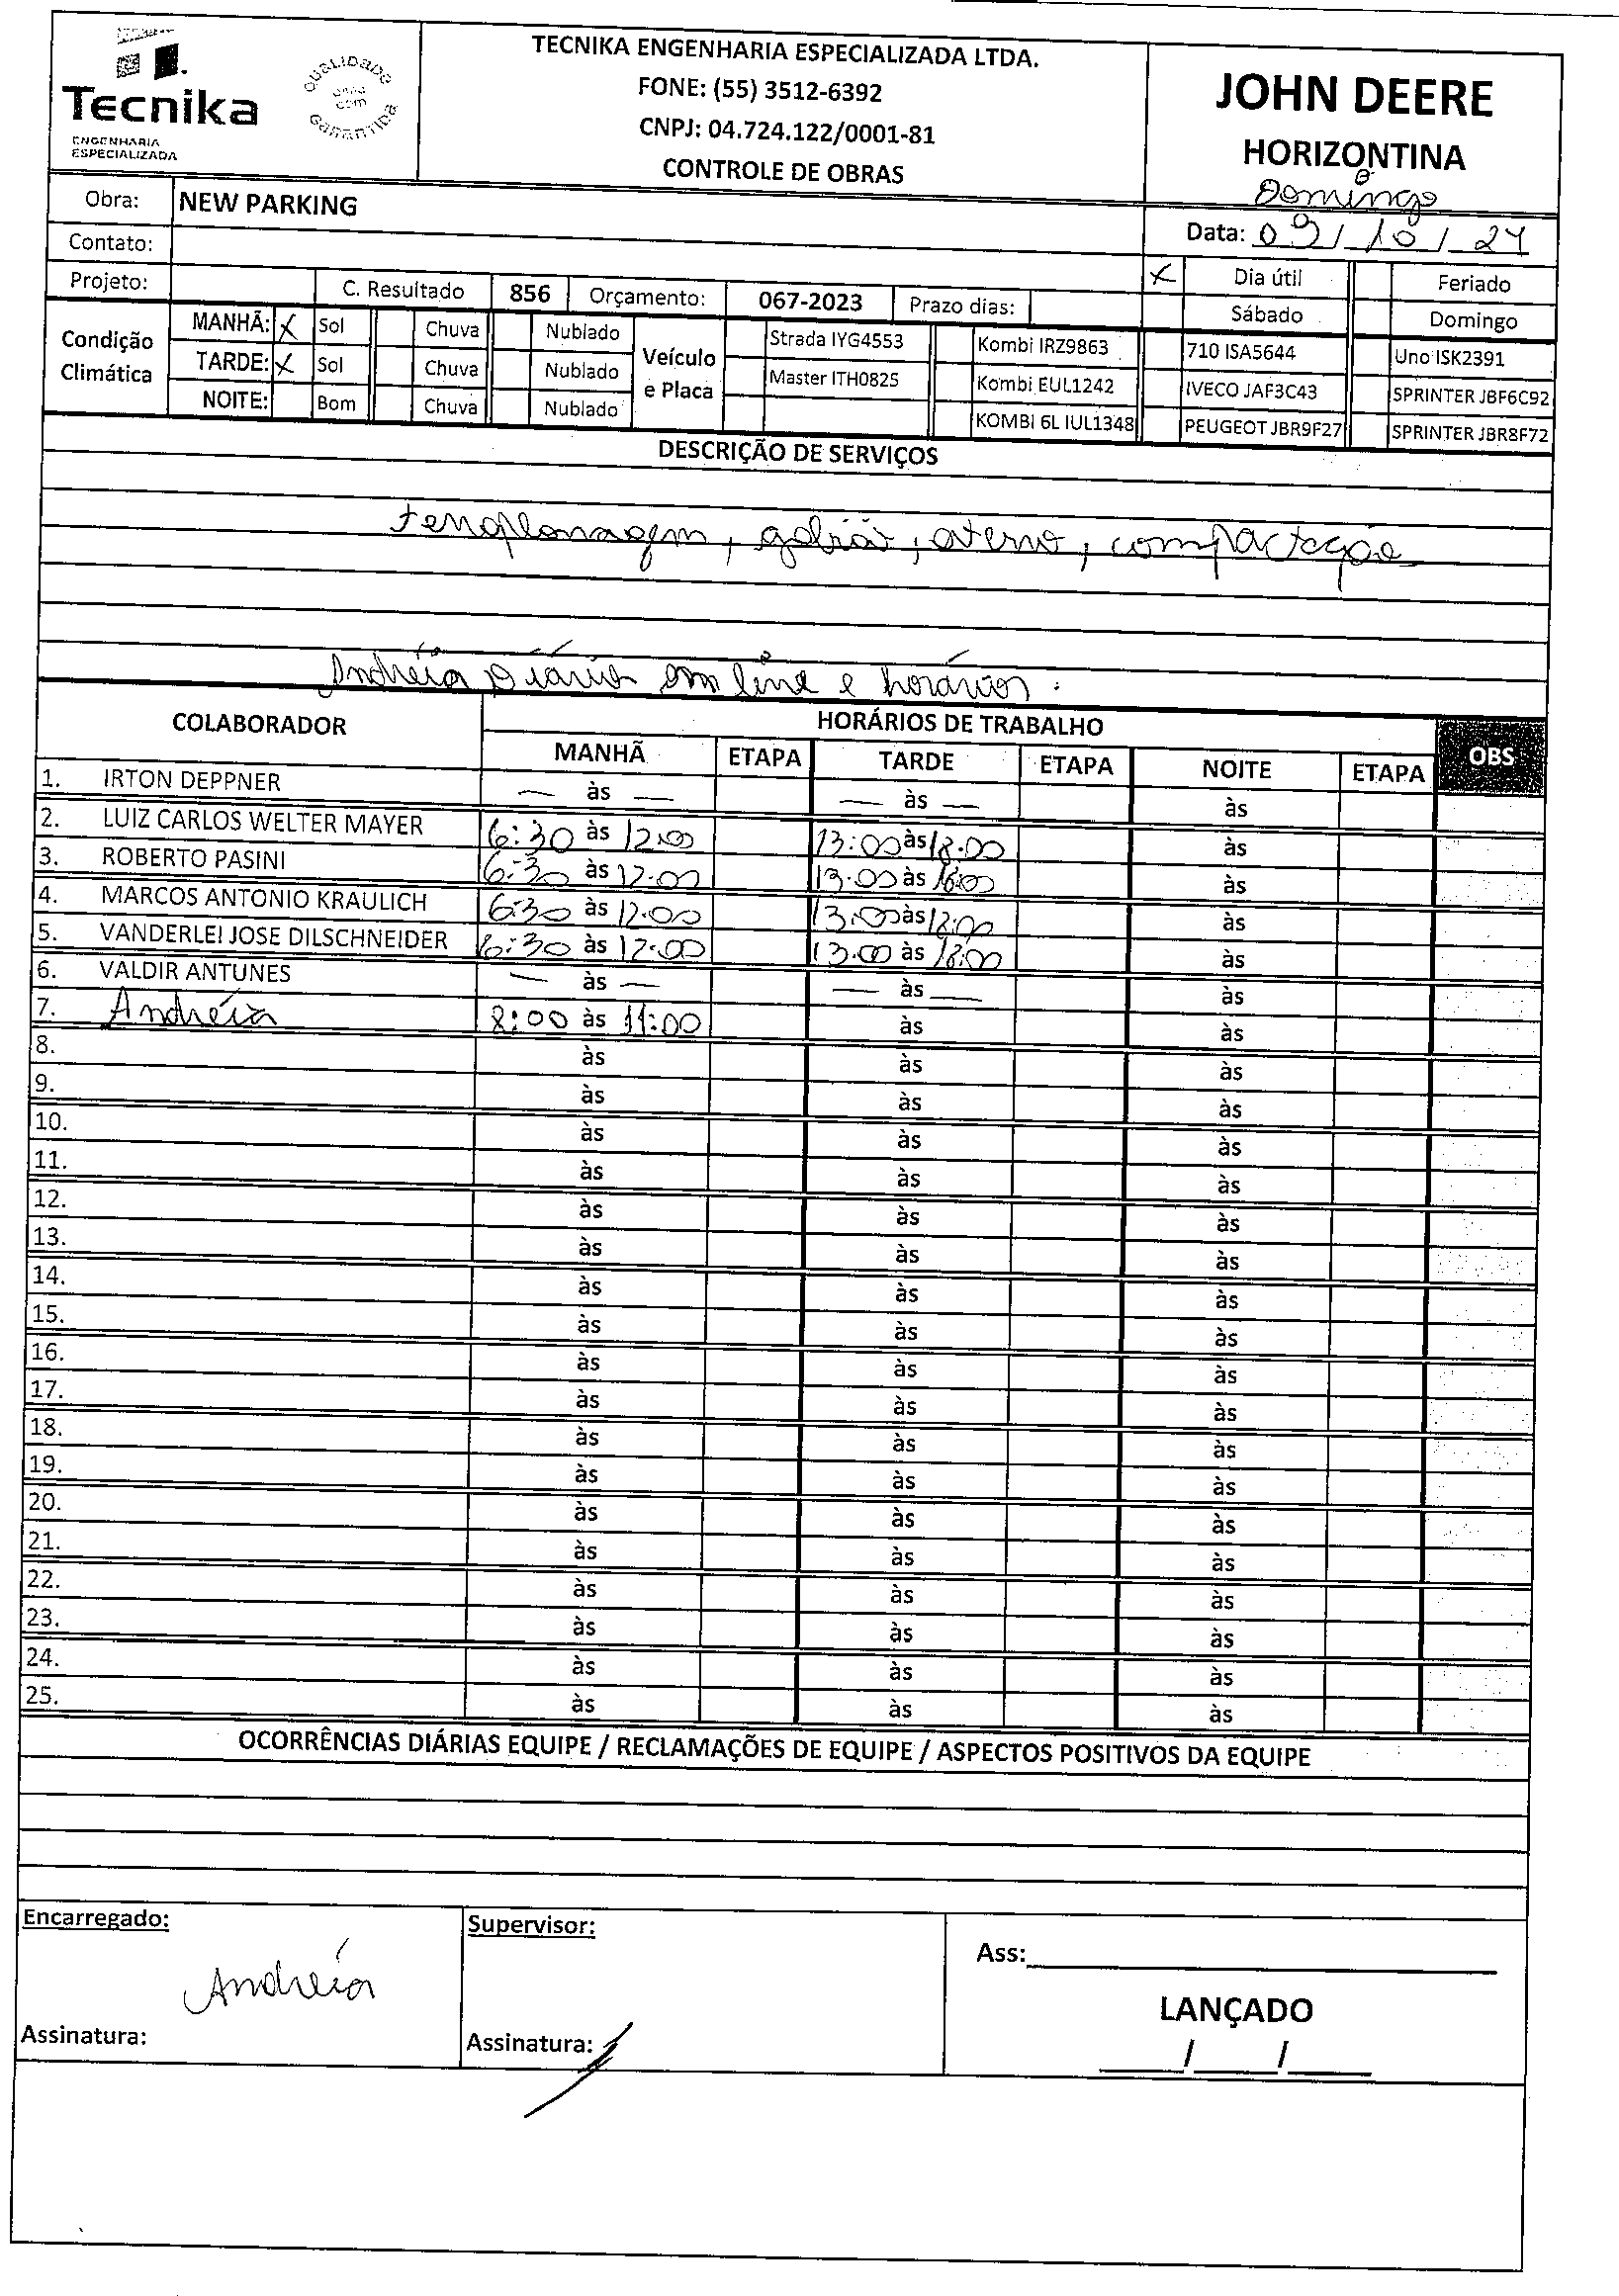 Tecnika
ENGENHARIA
ESPECIALIZADA
QUALIDADE
COM
GARANTIDA
TECNIKA ENGENHARIA ESPECIALIZADA LTDA.
FONE: (55) 3512-6392
CNPJ: 04.724.122/0001-81
CONTROLE DE OBRAS
JOHN DEERE
HORIZONTINA
Domingo
Obra: NEW PARKING
Data: 09/10/24
Contato:
X Dia útil Feriado
Projeto: C. Resultado 856 Orçamento: 067-2023 Prazo dias: Sábado Domingo
Condição Climática
MANHÃ: X Sol Chuva Nublado
TARDE: X Sol Chuva Nublado
NOITE: Bom Chuva Nublado
Veículo e Placa
Strada IYG4553 Kombi IRZ9863 710 ISA5644 Uno ISK2391
Master ITH0825 Kombi EUL1242 IVECO JAF3C43 SPRINTER JBF6C92
KOMBI 6L IUL1348 PEUGEOT JBR9F27 SPRINTER JBR8F72
DESCRIÇÃO DE SERVIÇOS
Terraplanagem, gabião, aterro, compactação
Andréia Diário em line e horários.
COLABORADOR HORÁRIOS DE TRABALHO OBS
MANHÃ ETAPA TARDE ETAPA NOITE ETAPA
1. IRTON DEPPNER — às — — às — às
2. LUIZ CARLOS WELTER MAYER 6:30 às 12:00 13:00 às 18:00 às
3. ROBERTO PASINI 6:30 às 12:00 13:00 às 18:00 às
4. MARCOS ANTONIO KRAULICH 6:30 às 12:00 13:00 às 18:00 às
5. VANDERLEI JOSE DILSCHNEIDER 6:30 às 12:00 13:00 às 18:00 às
6. VALDIR ANTUNES — às — — às — às
7. Andréia 8:00 às 11:00 às às
8. às às às
9. às às às
10. às às às
11. às às às
12. às às às
13. às às às
14. às às às
15. às às às
16. às às às
17. às às às
18. às às às
19. às às às
20. às às às
21. às às às
22. às às às
23. às às às
24. às às às
25. às às às
OCORRÊNCIAS DIÁRIAS EQUIPE / RECLAMAÇÕES DE EQUIPE / ASPECTOS POSITIVOS DA EQUIPE
Encarregado:
Andréia
Assinatura:
Supervisor:
Assinatura:
Ass:
LANÇADO
/ /